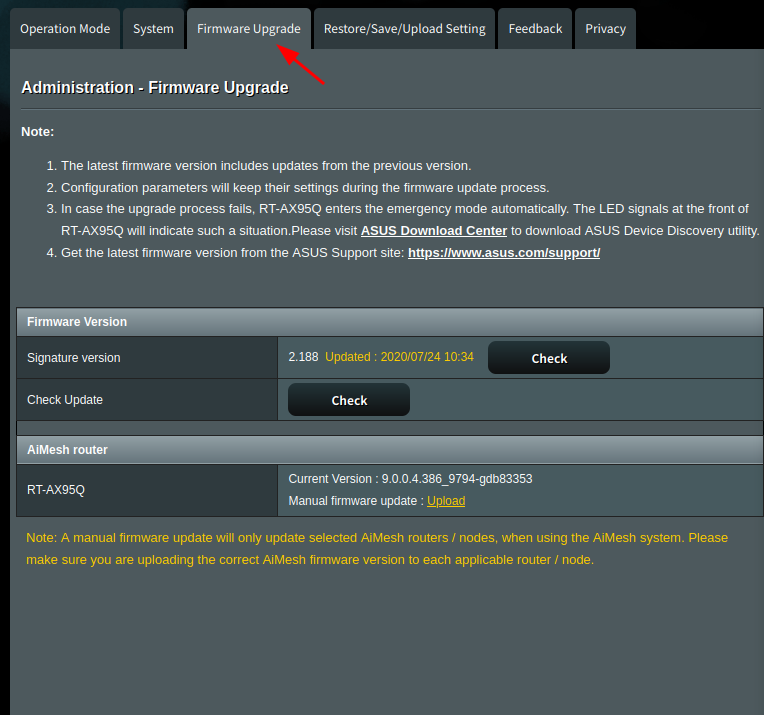 Operation Mode System Firmware Upgrade Restore/Save/Upload Setting Feedback Privacy
Administration - Firmware Upgrade
Note:
1. The latest firmware version includes updates from the previous version.
2. Configuration parameters will keep their settings during the firmware update process.
3. In case the upgrade process fails, RT-AX95Q enters the emergency mode automatically. The LED signals at the front of
RT-AX95Q will indicate such a situation.Please visit ASUS Download Center to download ASUS Device Discovery utility.
4. Get the latest firmware version from the ASUS Support site: https://www.asus.com/support/
Firmware Version
Signature version 2.188 Updated : 2020/07/24 10:34 Check
Check Update Check
AiMesh router
RT-AX95Q
Current Version : 9.0.0.4.386_9794-gdb83353
Manual firmware update : Upload
Note: A manual firmware update will only update selected AiMesh routers / nodes, when using the AiMesh system. Please
make sure you are uploading the correct AiMesh firmware version to each applicable router / node.